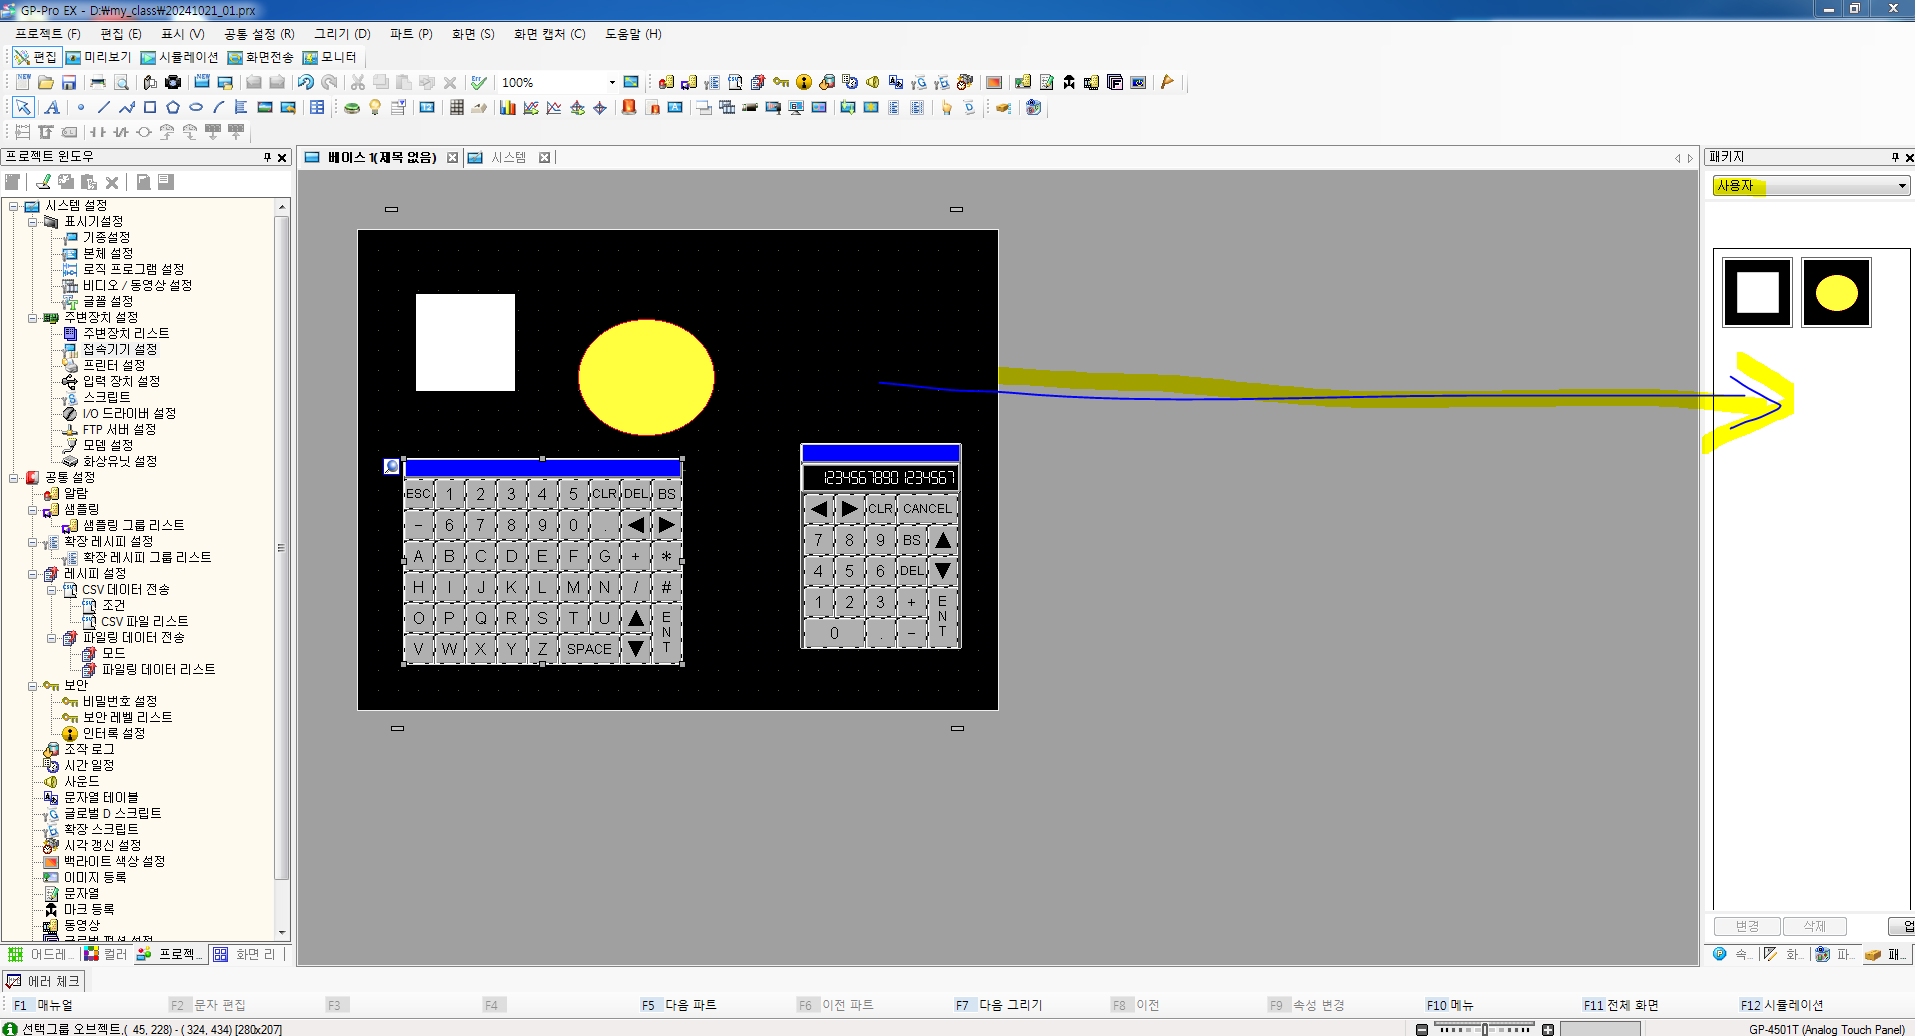 GP-Pro EX - D:\my_class\20241021_01.prx
프로젝트 (F) 편집 (E) 표시 (V) 공통 설정 (R) 그리기 (D) 파트 (P) 화면 (S) 화면 캡처 (C) 도움말 (H)
편집 미리보기 시뮬레이션 화면전송 모니터
100%
프로젝트 윈도우
베이스 1(제목 없음) 시스템
패키지
사용자
시스템 설정
표시기설정
기종설정
본체 설정
로직 프로그램 설정
비디오 / 동영상 설정
글꼴 설정
주변장치 설정
주변장치 리스트
접속기기 설정
프린터 설정
입력 장치 설정
스크립트
I/O 드라이버 설정
FTP 서버 설정
모뎀 설정
화상유닛 설정
공통 설정
알람
샘플링
샘플링 그룹 리스트
확장 레시피 설정
확장 레시피 그룹 리스트
레시피 설정
CSV 데이터 전송
조건
CSV 파일 리스트
파일링 데이터 전송
모드
파일링 데이터 리스트
보안
비밀번호 설정
보안 레벨 리스트
인터록 설정
조작 로그
시간 일정
사운드
문자열 테이블
글로벌 D 스크립트
확장 스크립트
시각 갱신 설정
백라이트 색상 설정
이미지 등록
문자열
마크 등록
동영상
글로벌 펑션 설정
ESC 1 2 3 4 5 CLR DEL BS
- 6 7 8 9 0 . ◀ ▶
A B C D E F G + *
H I J K L M N / #
O P Q R S T U ▲ ENT
V W X Y Z SPACE ▼
1234567890 1234567
◀ ▶ CLR CANCEL
7 8 9 BS ▲
4 5 6 DEL ▼
1 2 3 + ENT
0 . -
변경 삭제 업
어드레... 컬러 프로젝... 화면 리
속... 화... 파... 패...
에러 체크
F1 매뉴얼 F2 문자 편집 F3 F4 F5 다음 파트 F6 이전 파트 F7 다음 그리기 F8 이전 F9 속성 변경 F10 메뉴 F11 전체 화면 F12 시뮬레이션
선택그룹 오브젝트,( 45, 228) - ( 324, 434) [280x207] GP-4501T (Analog Touch Panel)